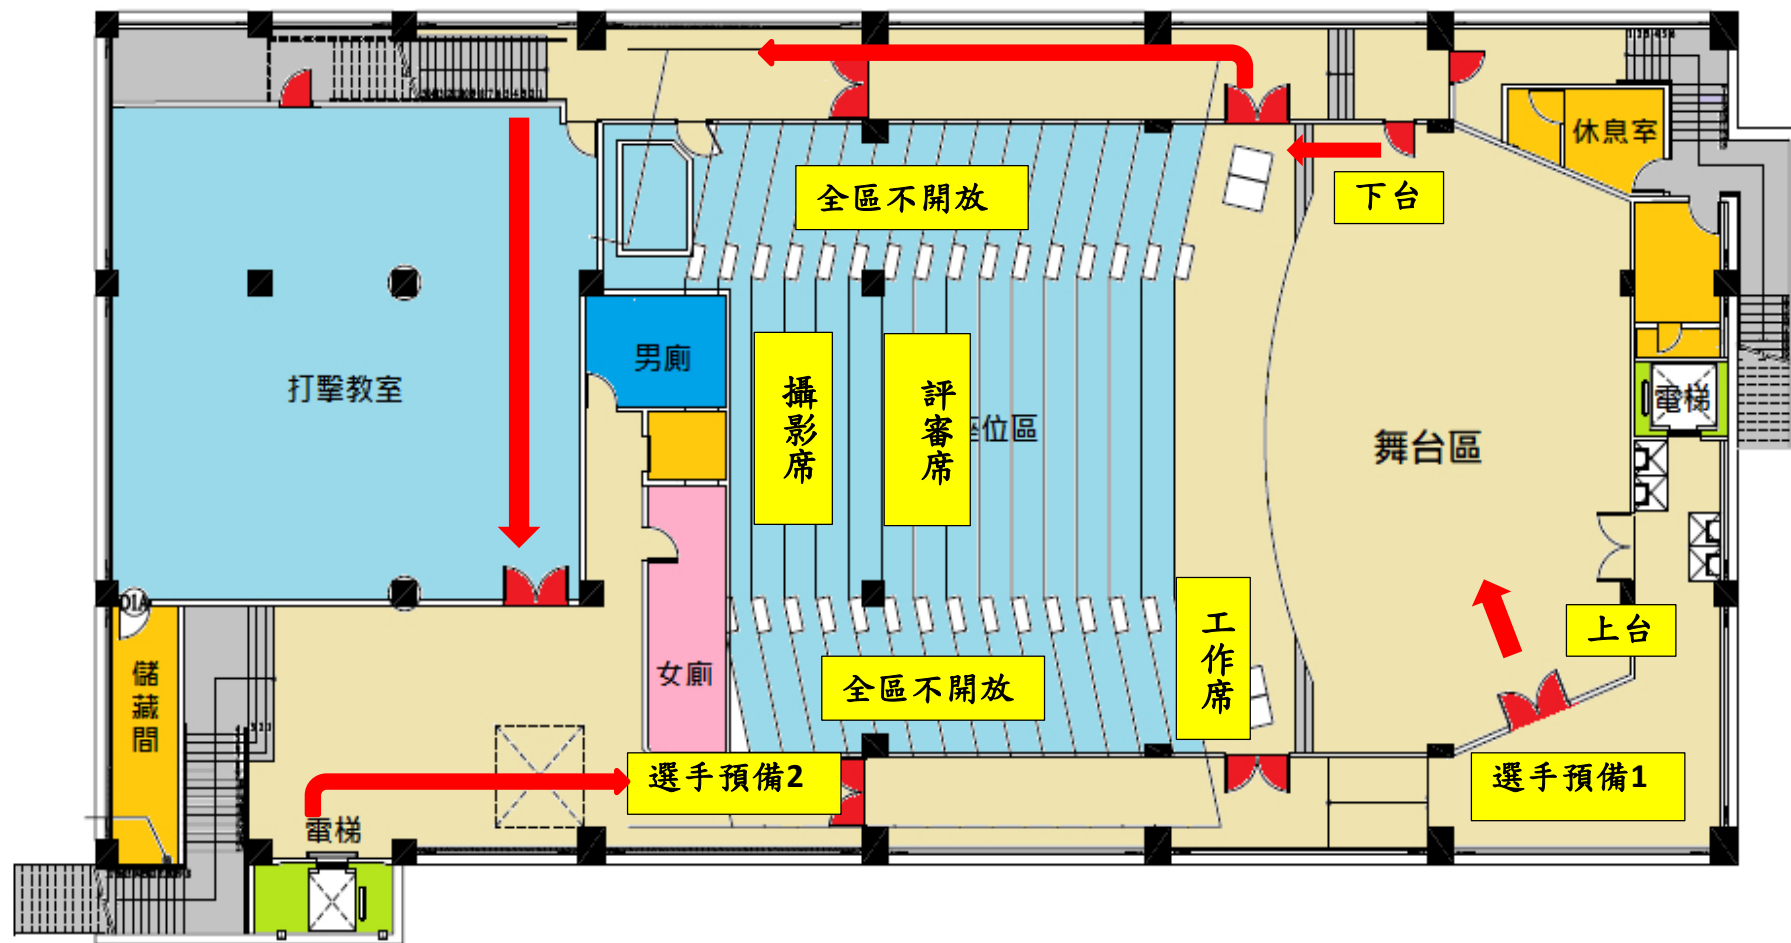 休息室
全區不開放
下台
男廁
打擊教室
攝影席
評審席
位區
電梯
舞台區
D1A
工作席
上台
儲藏間
女廁
全區不開放
選手預備2
選手預備1
電梯